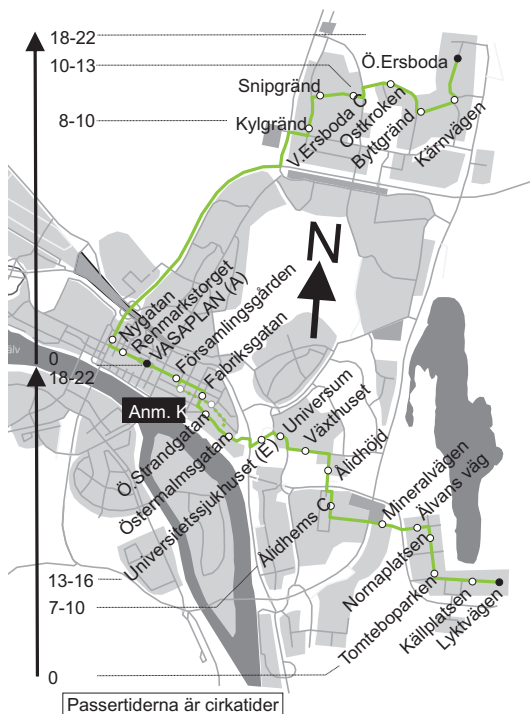 18-22
Ö.Ersboda
10-13
Snipgränd
8-10
Kylgränd
V.Ersboda C
Ostkroken
Byttgränd
Kärnvägen
N
Nygatan
Renmarkstorget
VASAPLAN (A)
Församlingsgården
Fabriksgatan
0
18-22
Anm. K
Ö.Strandgatan
Östermalmsgatan
Universitetssjukhuset (E)
Universum
Växthuset
Ålidhöjd
Ålidhems C
Mineralvägen
Älvans väg
Nornaplatsen
Tomteboparken
Källplatsen
Lyktvägen
13-16
7-10
0
Passertiderna är cirkatider